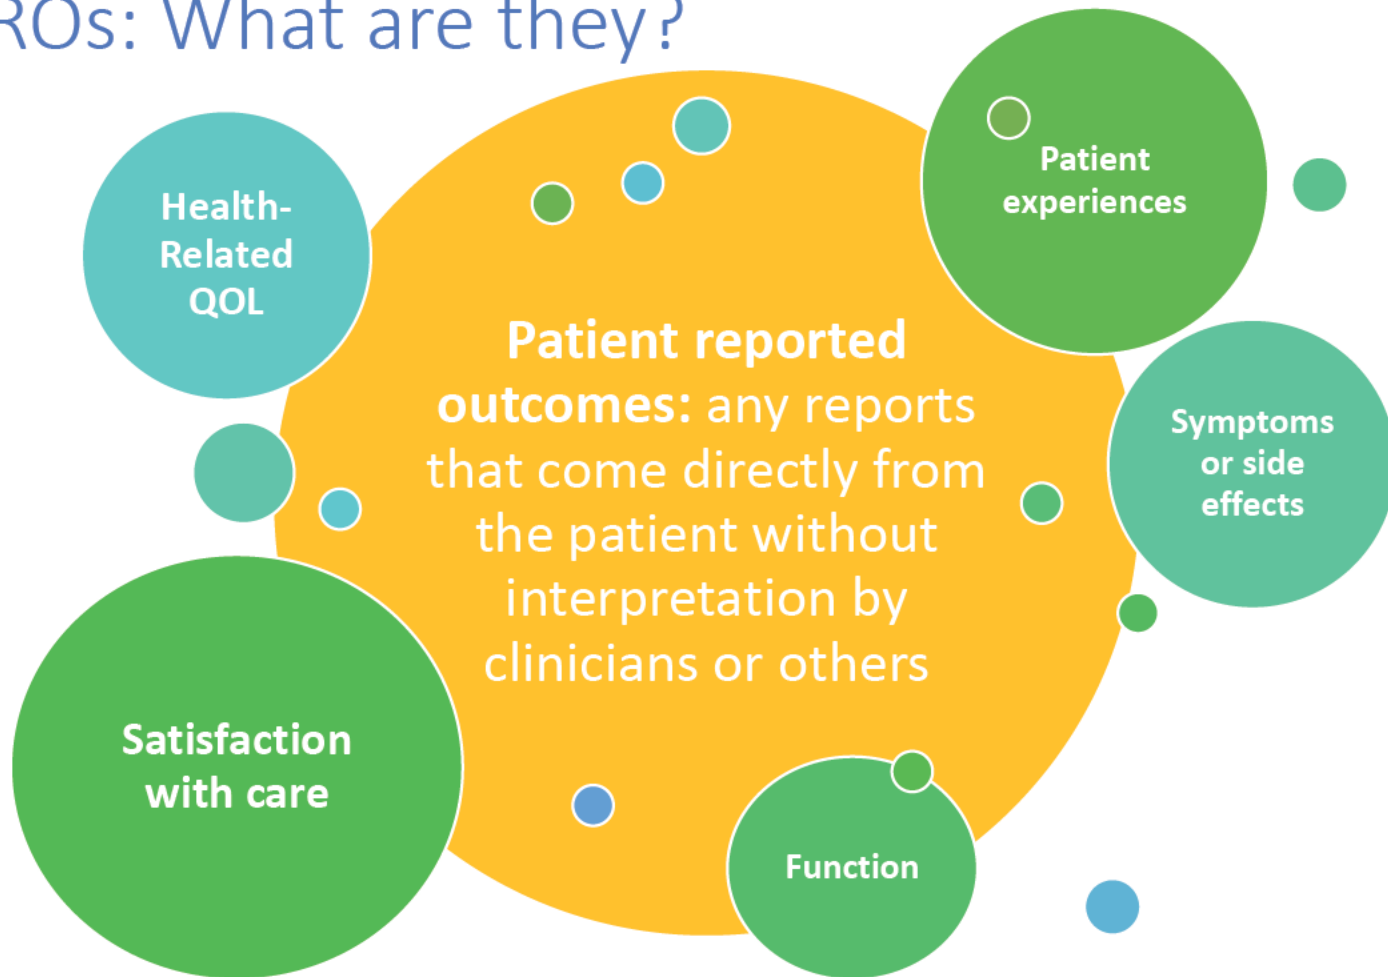 ROs: What are they?
Health-
Related
QOL
Patient
experiences
Patient reported
outcomes: any reports
that come directly from
the patient without
interpretation by
clinicians or others
Symptoms
or side
effects
Satisfaction
with care
Function